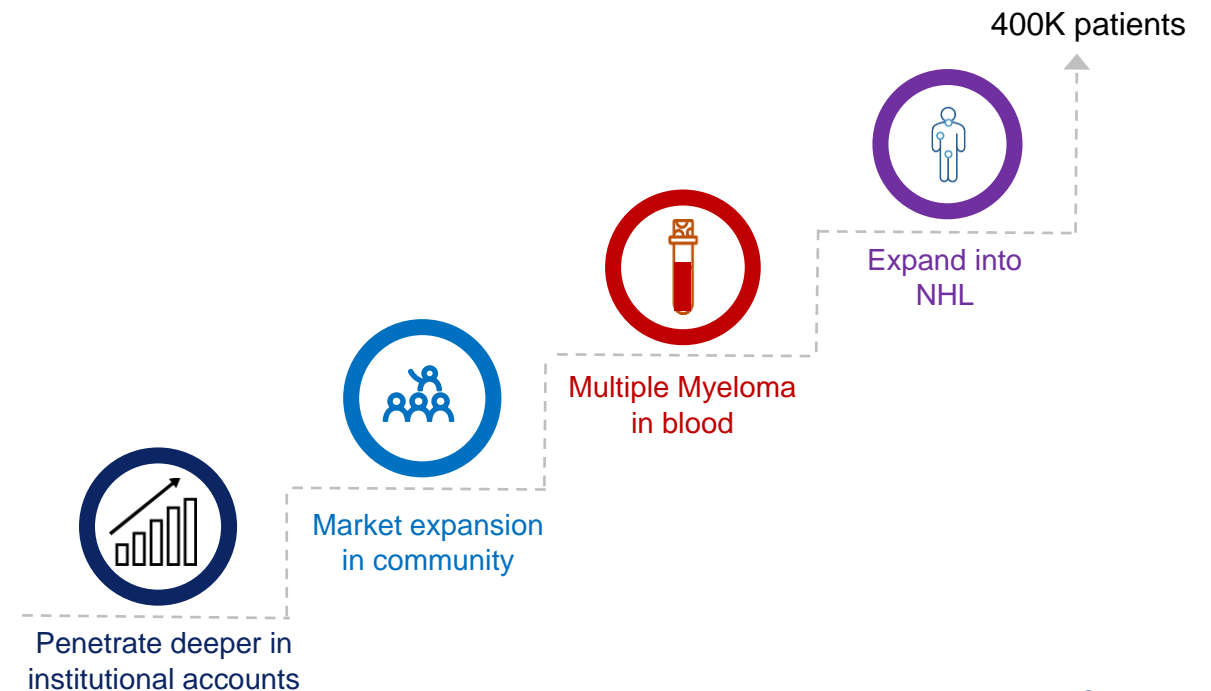 400K patients
Expand into
NHL
Multiple Myeloma
in blood
Market expansion
in community
Penetrate deeper in
institutional accounts